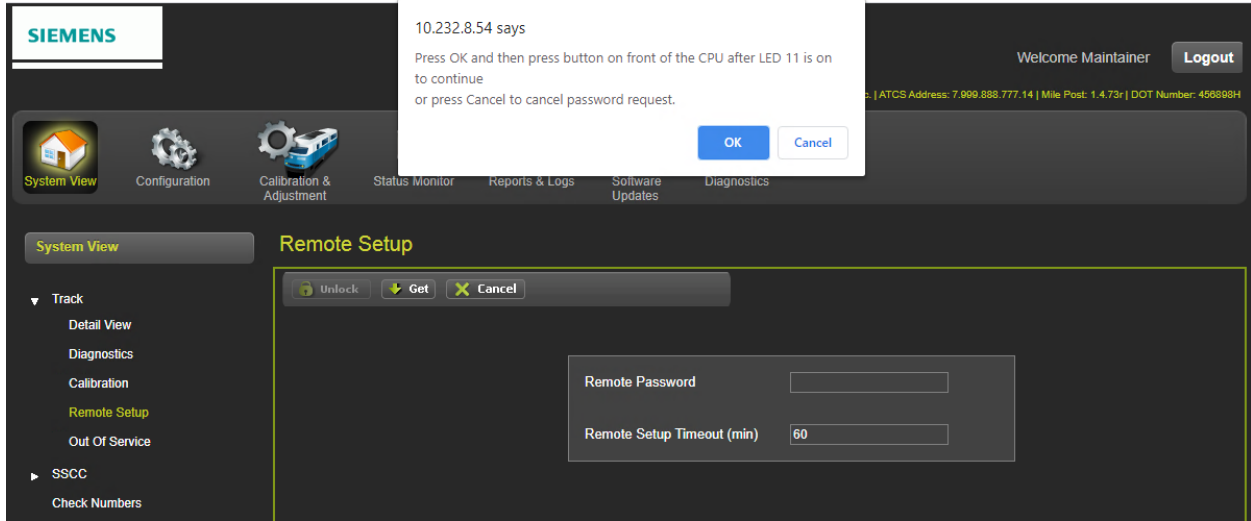 SIEMENS
10.232.8.54 says
Press OK and then press button on front of the CPU after LED 11 is on
to continue
or press Cancel to cancel password request.
OK Cancel
Welcome Maintainer Logout
| ATCS Address: 7.999.888.777.14 | Mile Post: 1.4.73r | DOT Number: 456898H
System View
Configuration
Calibration &
Adjustment
Status Monitor
Reports & Logs
Software
Updates
Diagnostics
System View
Remote Setup
Unlock Get Cancel
Track
Detail View
Diagnostics
Calibration
Remote Setup
Out Of Service
SSCC
Check Numbers
Remote Password
Remote Setup Timeout (min) 60